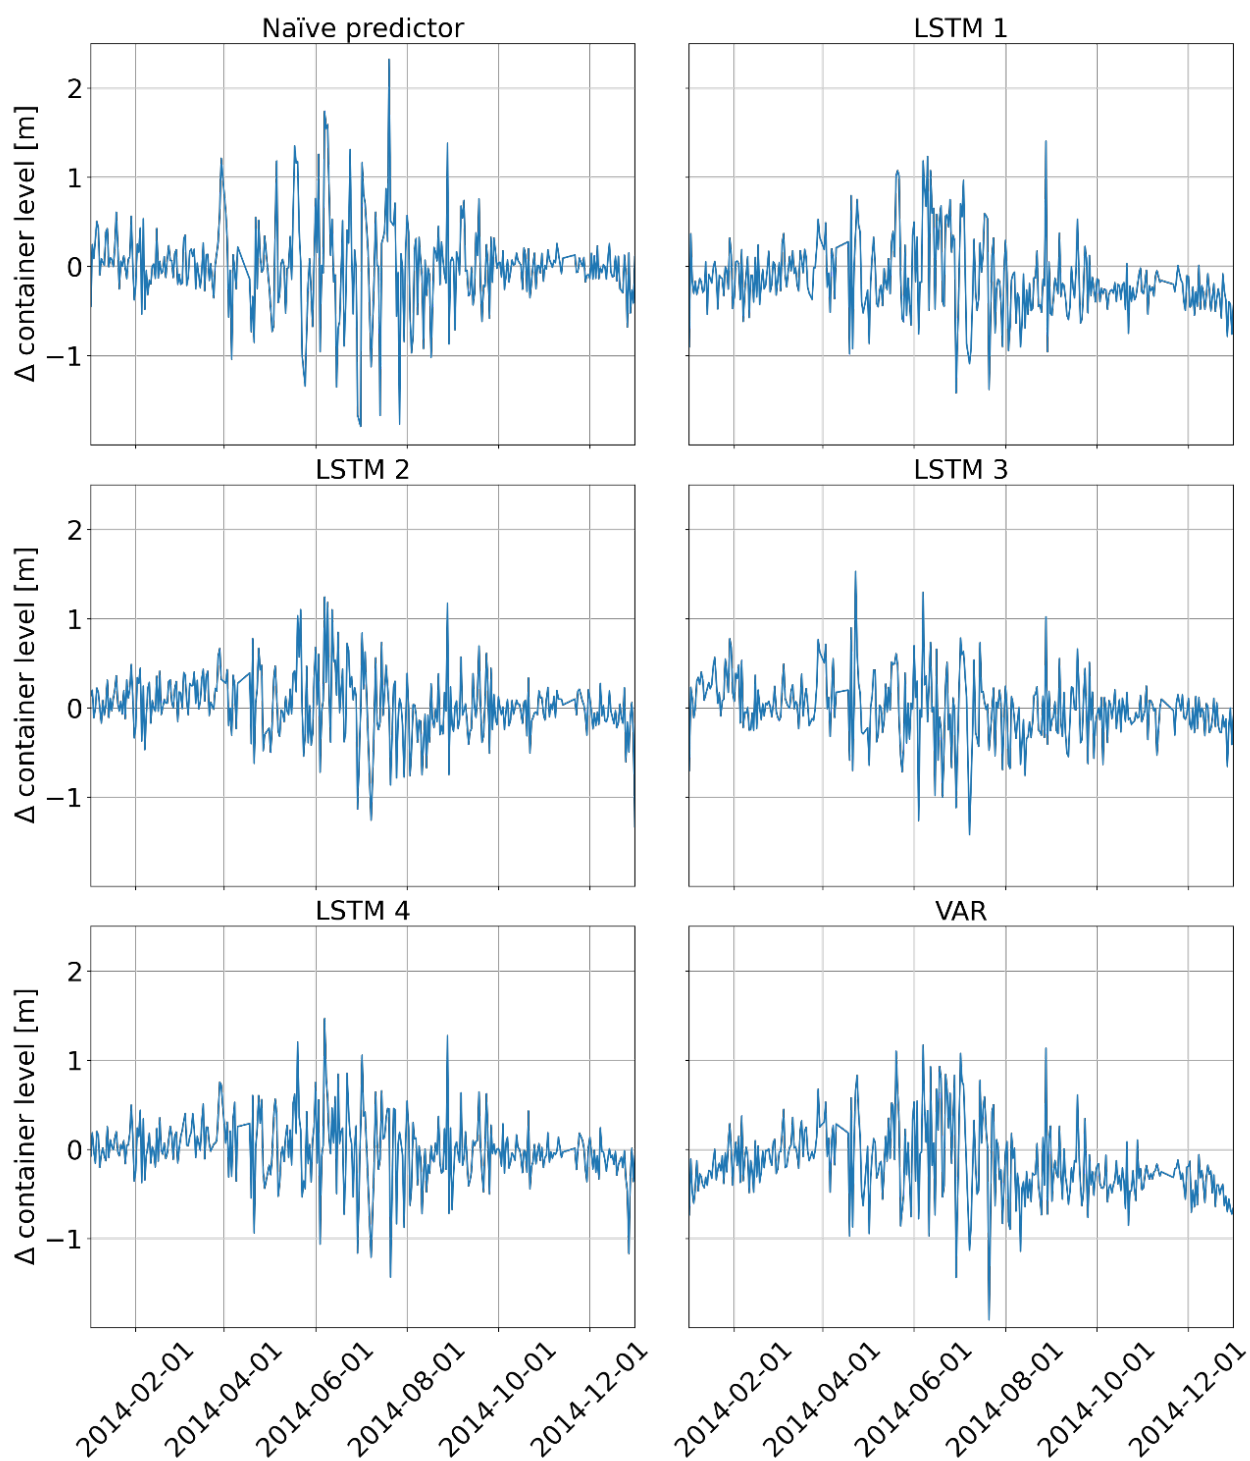 Naïve predictor
LSTM 1
Δ container level [m]
2
1
0
−1
LSTM 2
LSTM 3
Δ container level [m]
2
1
0
−1
LSTM 4
VAR
Δ container level [m]
2
1
0
−1
2014-02-01
2014-04-01
2014-06-01
2014-08-01
2014-10-01
2014-12-01
2014-02-01
2014-04-01
2014-06-01
2014-08-01
2014-10-01
2014-12-01